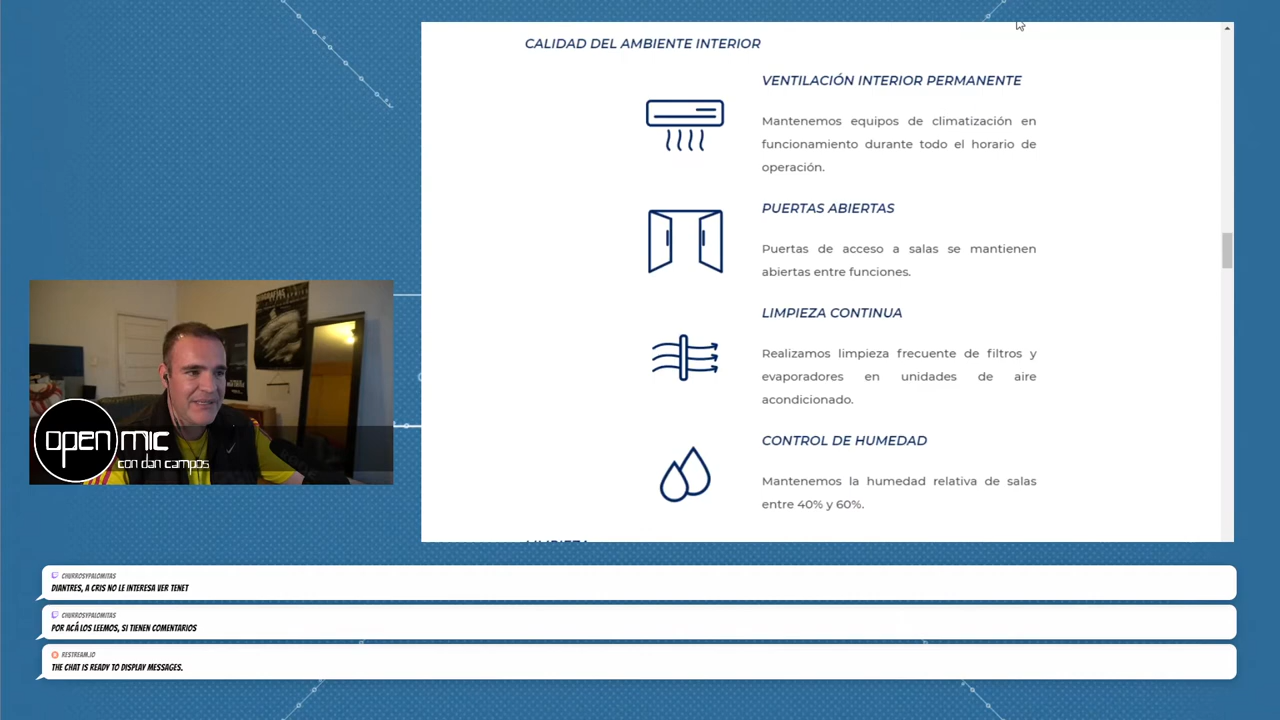 CALIDAD DEL AMBIENTE INTERIOR
VENTILACIÓN INTERIOR PERMANENTE
Mantenemos equipos de climatización en
funcionamiento durante todo el horario de
operación.
PUERTAS ABIERTAS
Puertas de acceso a salas se mantienen
abiertas entre funciones.
LIMPIEZA CONTINUA
Realizamos limpieza frecuente de filtros y
evaporadores en unidades de aire
acondicionado.
CONTROL DE HUMEDAD
Mantenemos la humedad relativa de salas
entre 40% y 60%.
LIMPIEZA
open mic
con dan campos
CHURROSYPALOMITAS
DIANTRES, A CRIS NO LE INTERESA VER TENET
CHURROSYPALOMITAS
POR ACÁ LOS LEEMOS, SI TIENEN COMENTARIOS
RESTREAM.IO
THE CHAT IS READY TO DISPLAY MESSAGES.